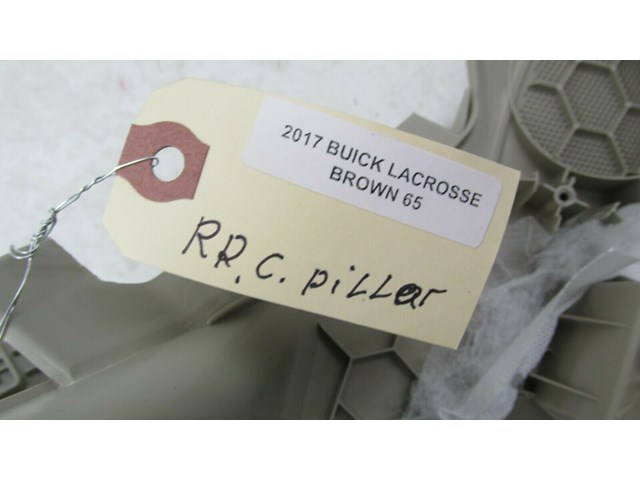 2017 BUICK LACROSSE
BROWN 65
RR. C. pillar